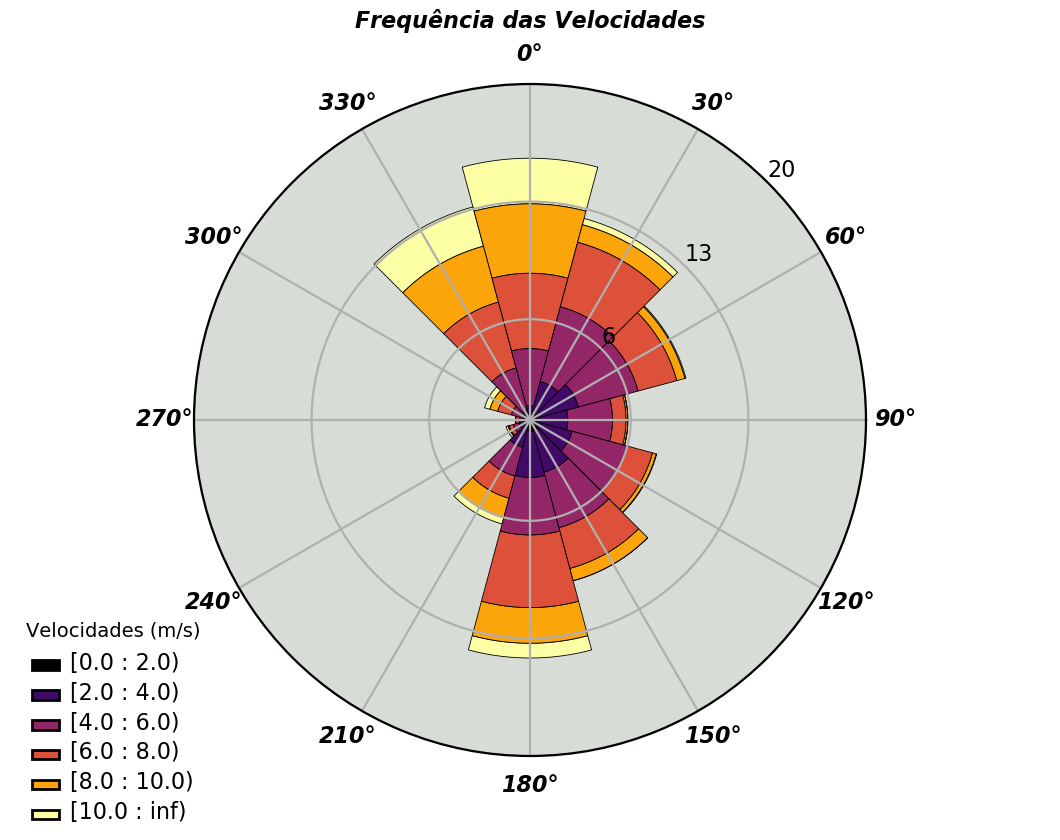 Frequência das Velocidades
0°
330°
30°
20
300°
60°
13
6
270°
90°
240°
120°
210°
150°
180°
Velocidades (m/s)
[0.0 : 2.0)
[2.0 : 4.0)
[4.0 : 6.0)
[6.0 : 8.0)
[8.0 : 10.0)
[10.0 : inf)